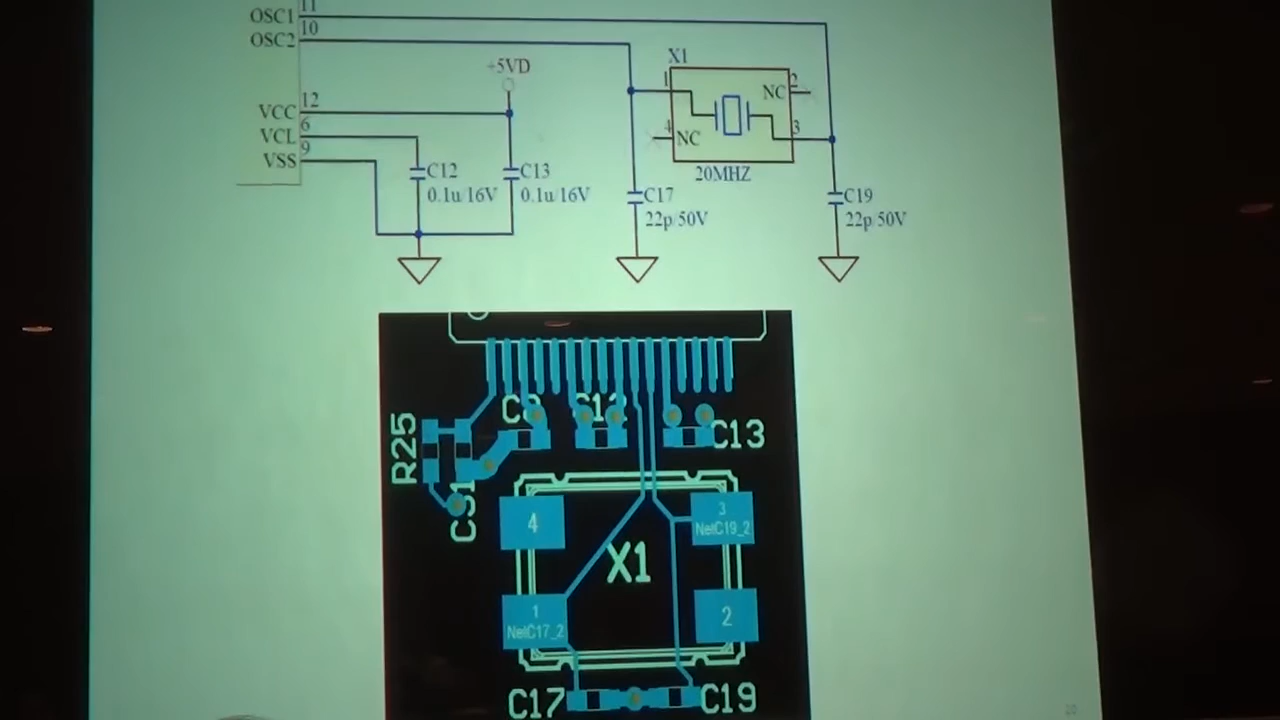 OSC1 11
OSC2 10
+5VD
VCC 12
VCL 6
VSS 9
C12
0.1u/16V
C13
0.1u/16V
X1
1
NC 2
4 NC
3
20MHZ
C17
22p/50V
C19
22p/50V
R25
C12
C13
4
3
NetC19_2
X1
1
NetC17_2
2
C17
C19